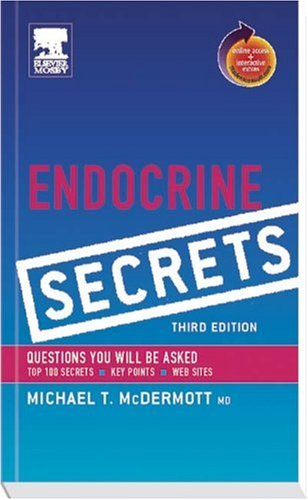 ELSEVIER
MOSBY
online access
+
interactive
extras
ENDOCRINE
SECRETS
THIRD EDITION
QUESTIONS YOU WILL BE ASKED
TOP 100 SECRETS ■ KEY POINTS ■ WEB SITES
MICHAEL T. MCDERMOTT MD